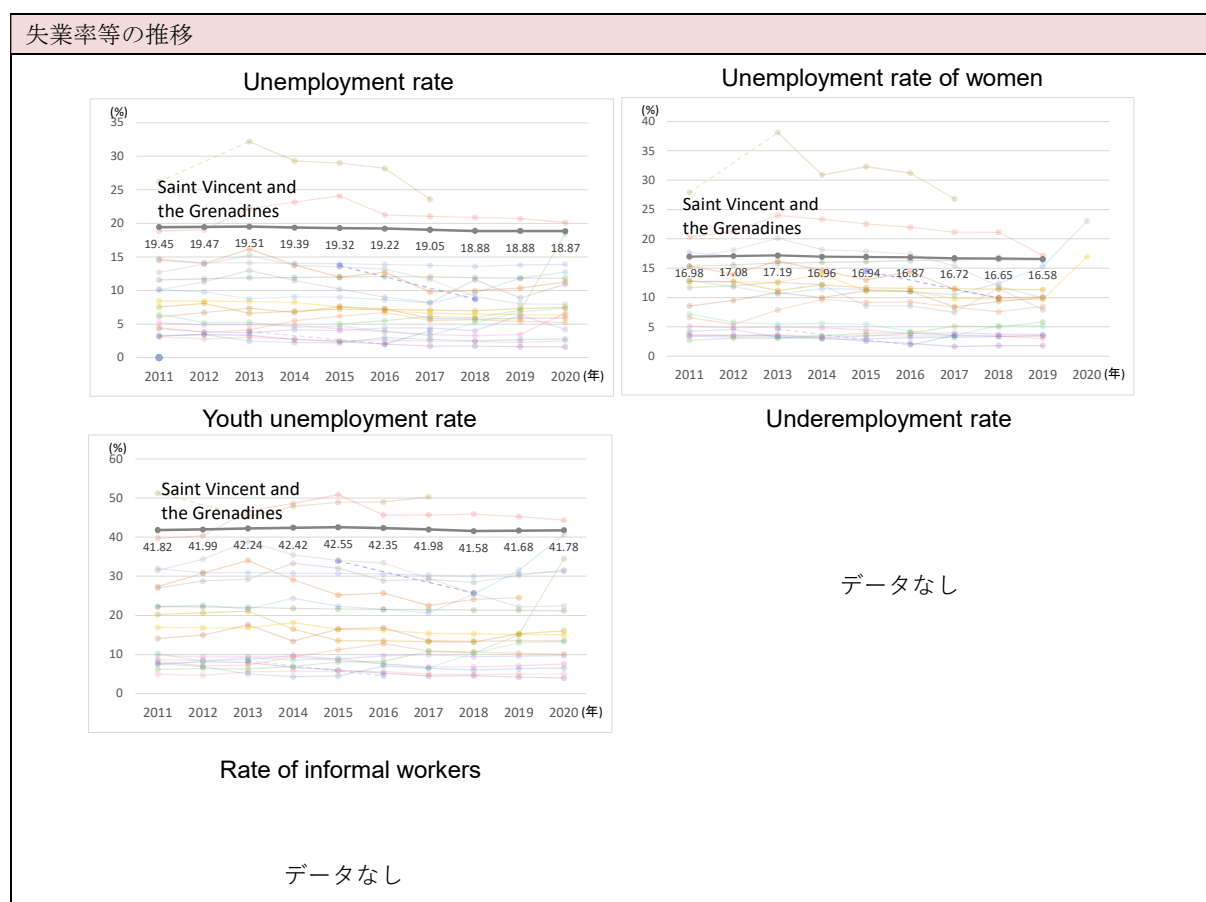 失業率等の推移
Unemployment rate
(%)
35
30
25
20
15
10
5
0
Saint Vincent and
the Grenadines
19.45 19.47 19.51 19.39 19.32 19.22 19.05 18.88 18.88 18.87
2011 2012 2013 2014 2015 2016 2017 2018 2019 2020 (年)
Unemployment rate of women
(%)
40
35
30
25
20
15
10
5
0
Saint Vincent and
the Grenadines
16.98 17.08 17.19 16.96 16.94 16.87 16.72 16.65 16.58
2011 2012 2013 2014 2015 2016 2017 2018 2019 2020 (年)
Youth unemployment rate
(%)
60
50
40
30
20
10
0
Saint Vincent and
the Grenadines
41.82 41.99 42.24 42.42 42.55 42.35 41.98 41.58 41.68 41.78
2011 2012 2013 2014 2015 2016 2017 2018 2019 2020 (年)
Underemployment rate
データなし
Rate of informal workers
データなし